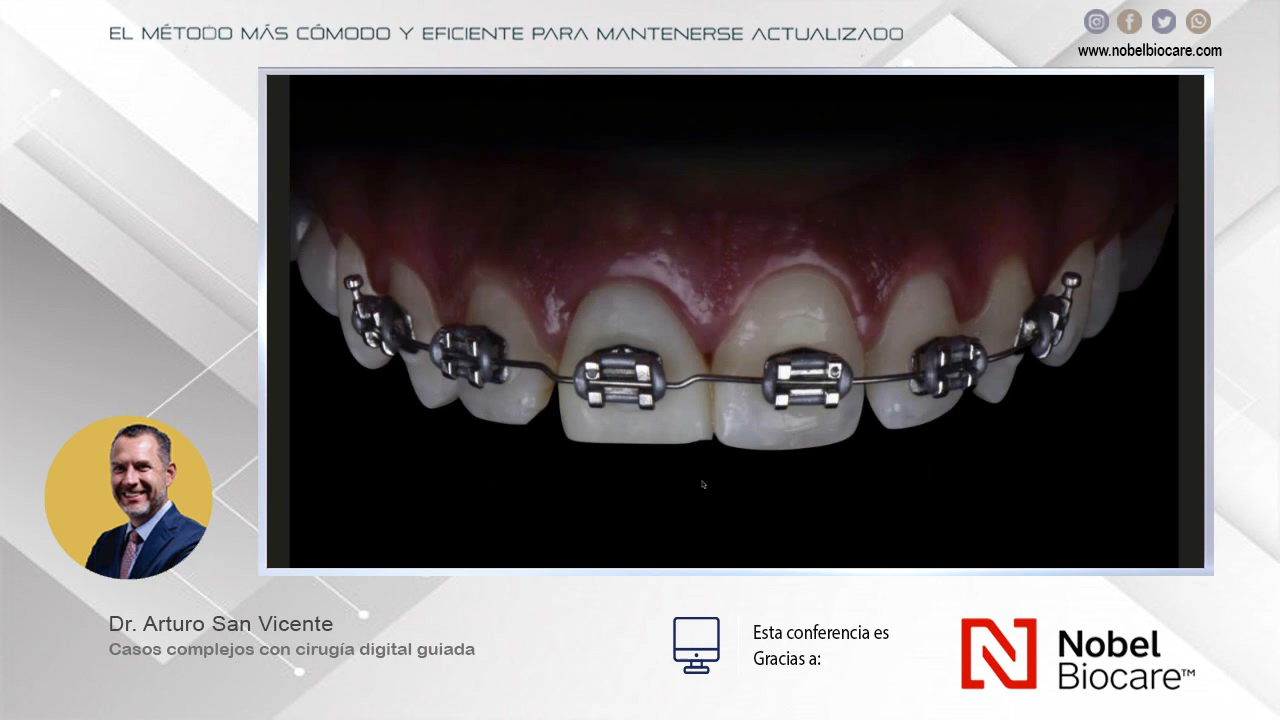 EL MÉTODO MÁS CÓMODO Y EFICIENTE PARA MANTENERSE ACTUALIZADO
www.nobelbiocare.com
Dr. Arturo San Vicente
Casos complejos con cirugía digital guiada
Esta conferencia es
Gracias a:
Nobel
Biocare™